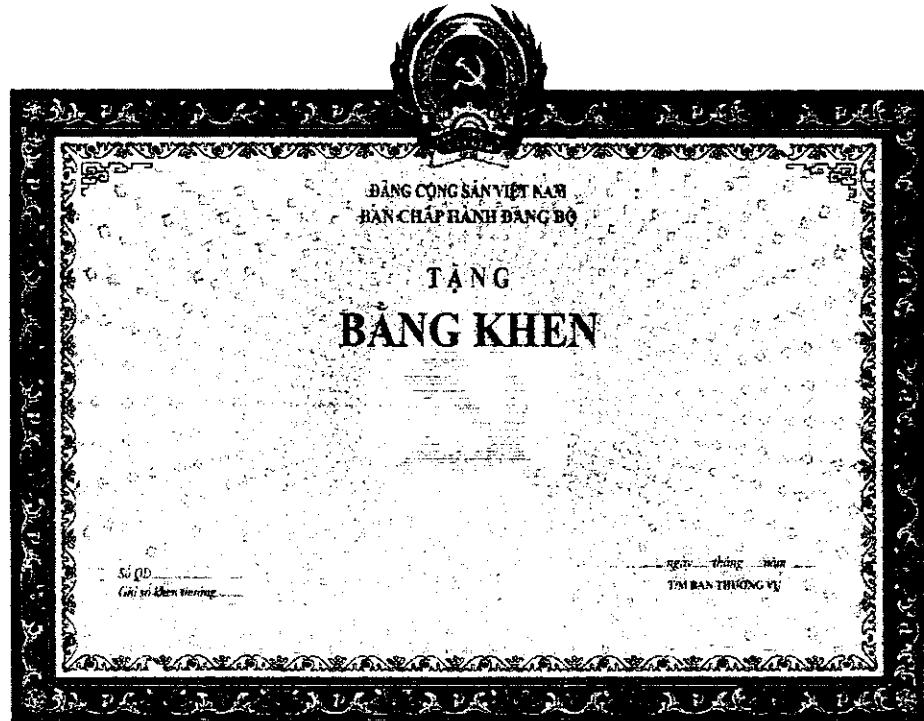 ĐẢNG CỘNG SẢN VIỆT NAM
BAN CHẤP HÀNH ĐẢNG BỘ
TẶNG
BẰNG KHEN
Số QĐ
Ghi sổ khen thưởng
ngày tháng năm
T/M BAN THƯỜNG VỤ